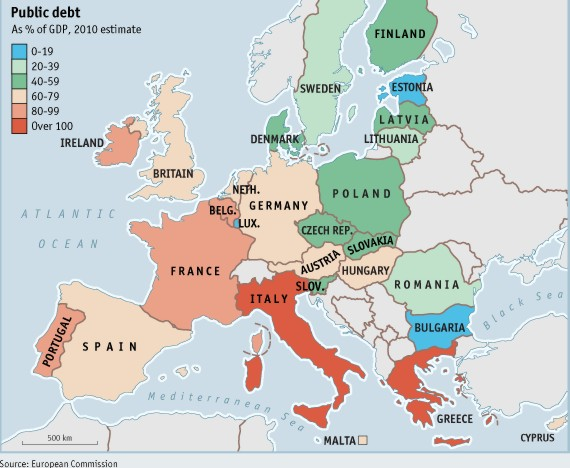 Public debt
As % of GDP, 2010 estimate
0-19
20-39
40-59
60-79
80-99
Over 100
FINLAND
SWEDEN
ESTONIA
LATVIA
LITHUANIA
DENMARK
IRELAND
BRITAIN
NETH.
BELG.
LUX.
GERMANY
POLAND
CZECH REP.
SLOVAKIA
ATLANTIC
OCEAN
FRANCE
AUSTRIA
HUNGARY
SLOV.
ITALY
ROMANIA
BULGARIA
Black Sea
PORTUGAL
SPAIN
Mediterranean Sea
GREECE
MALTA
CYPRUS
500 km
Source: European Commission